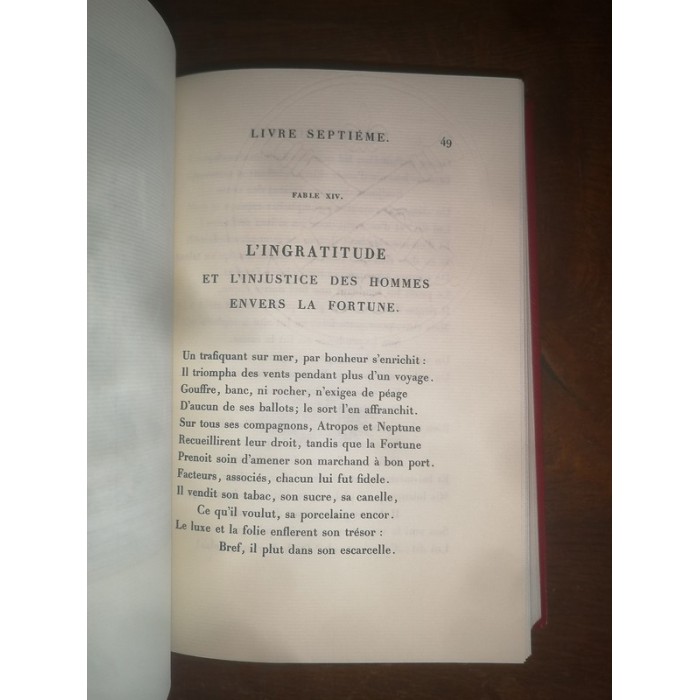 LIVRE SEPTIÉME. 49
FABLE XIV.
L'INGRATITUDE
ET L'INJUSTICE DES HOMMES
ENVERS LA FORTUNE.
Un trafiquant sur mer, par bonheur s'enrichit :
Il triompha des vents pendant plus d'un voyage.
Gouffre, banc, ni rocher, n'exigea de péage
D'aucun de ses ballots; le sort l'en affranchit.
Sur tous ses compagnons, Atropos et Neptune
Recueillirent leur droit, tandis que la Fortune
Prenoit soin d'amener son marchand à bon port.
Facteurs, associés, chacun lui fut fidele.
Il vendit son tabac, son sucre, sa canelle,
Ce qu'il voulut, sa porcelaine encor.
Le luxe et la folie enflerent son trésor :
Bref, il plut dans son escarcelle.